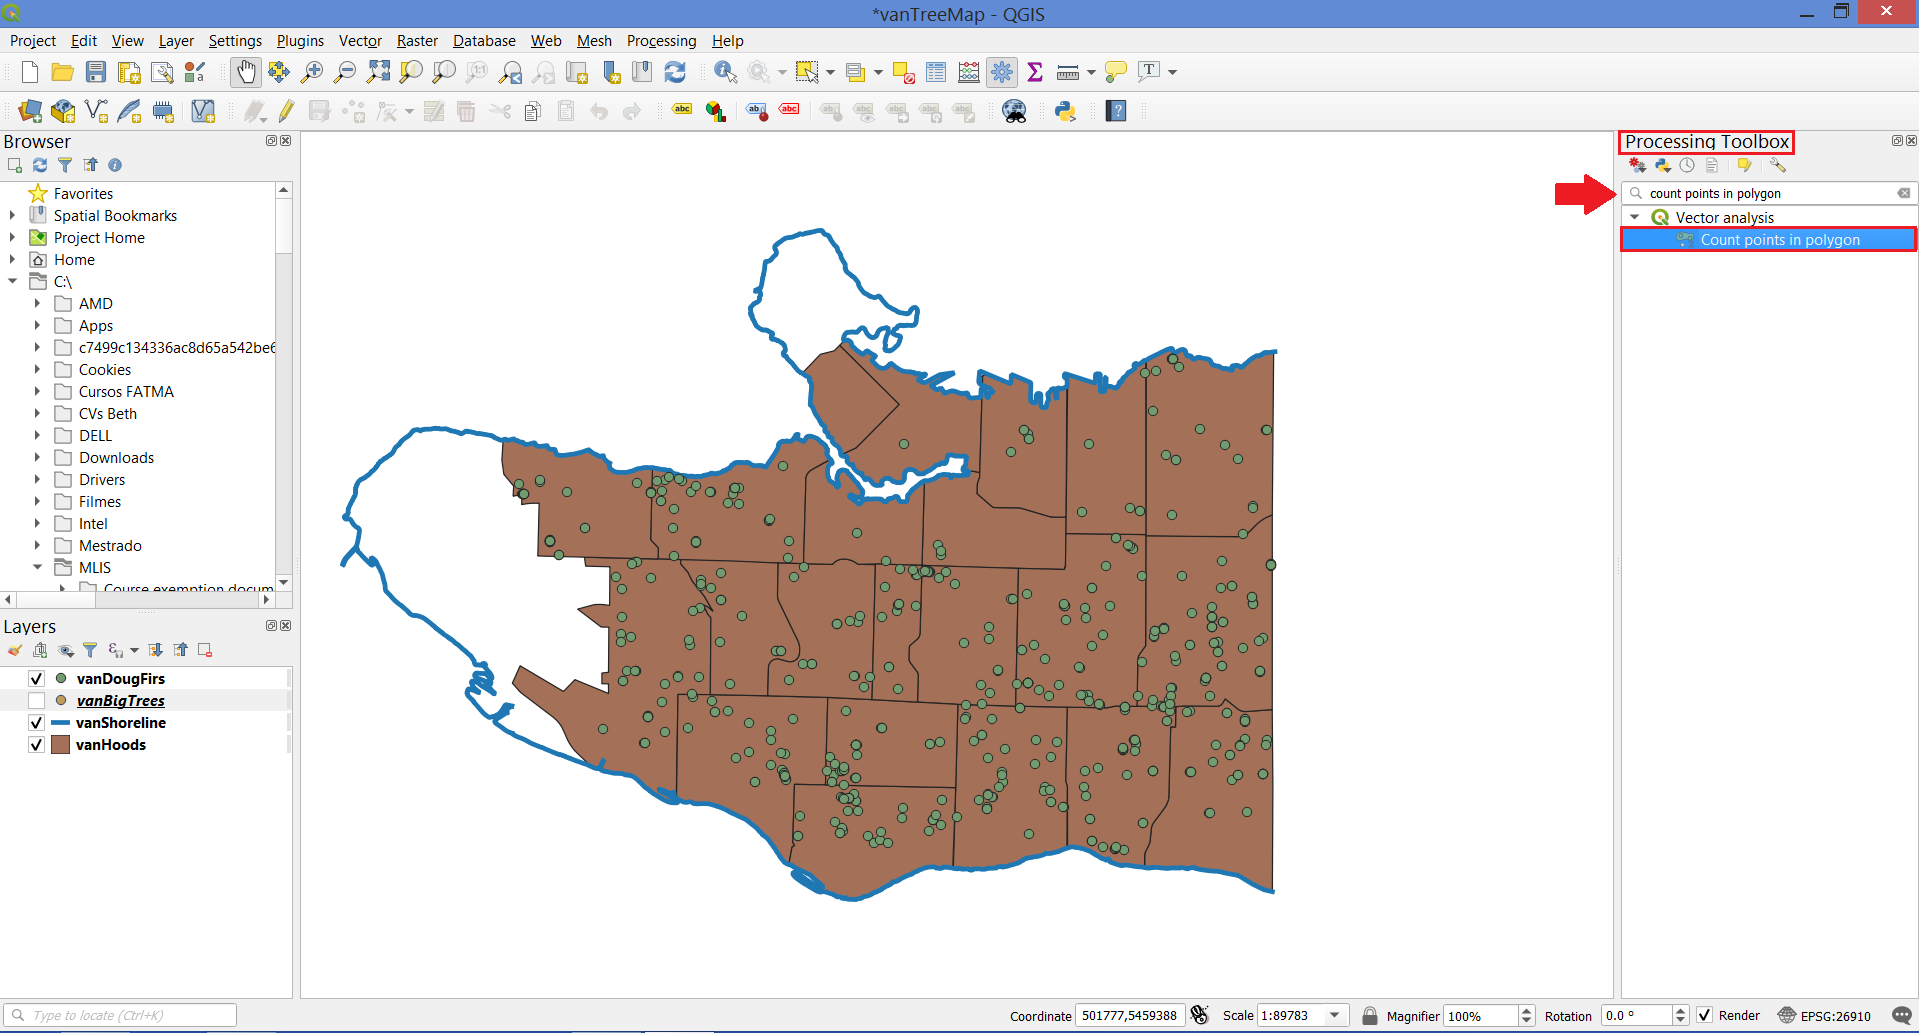 *vanTreeMap - QGIS
Project Edit View Layer Settings Plugins Vector Raster Database Web Mesh Processing Help
Browser
Favorites
Spatial Bookmarks
Project Home
Home
C:\
AMD
Apps
c7499c134336ac8d65a542be6
Cookies
Cursos FATMA
CVs Beth
DELL
Downloads
Drivers
Filmes
Intel
Mestrado
MLIS
Course exemption docum
Layers
vanDougFirs
vanBigTrees
vanShoreline
vanHoods
Processing Toolbox
count points in polygon
Vector analysis
Count points in polygon
Type to locate (Ctrl+K)
Coordinate 501777,5459388 Scale 1:89783 Magnifier 100% Rotation 0.0 ° Render EPSG:26910